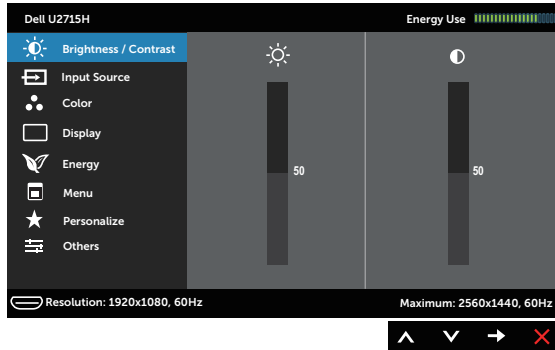 Dell U2715H
Energy Use
Brightness / Contrast
Input Source
Color
Display
Energy
Menu
Personalize
Others
50
50
Resolution: 1920x1080, 60Hz
Maximum: 2560x1440, 60Hz